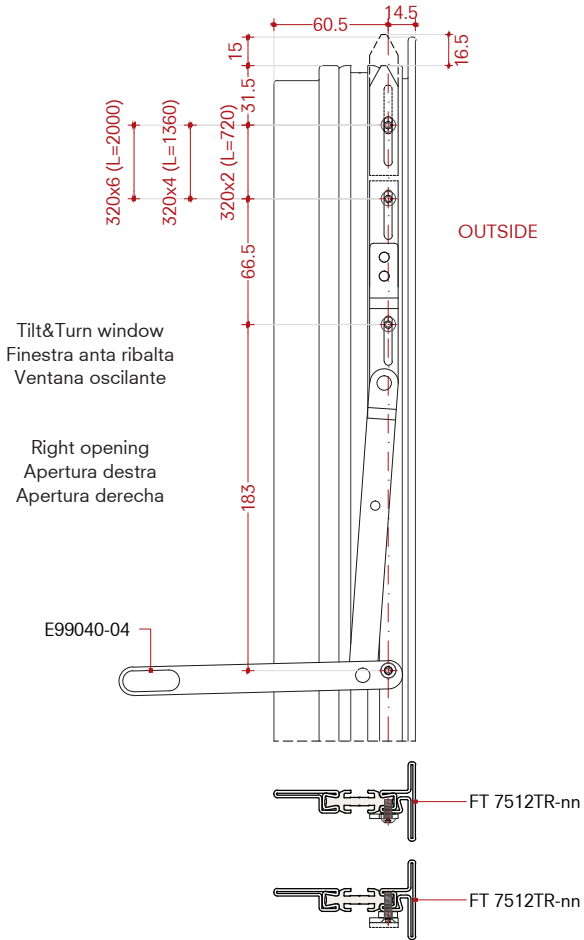 14.5
60.5
15
16.5
31.5
320x6 (L=2000)
320x4 (L=1360)
320x2 (L=720)
OUTSIDE
66.5
Tilt&Turn window
Finestra anta ribalta
Ventana oscilante
Right opening
Apertura destra
Apertura derecha
183
E99040-04
FT 7512TR-nn
FT 7512TR-nn